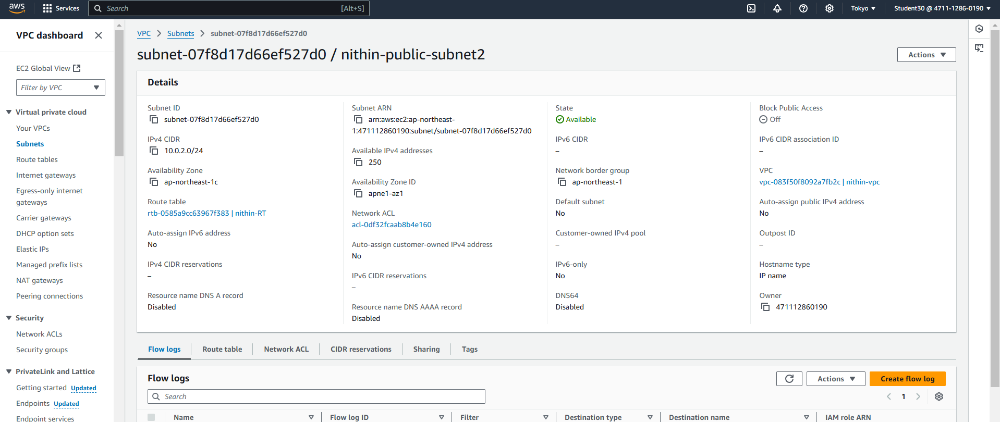 aws
Services
Search
[Alt+S]
Tokyo ▼
Student30 @ 4711-1286-0190 ▼
VPC dashboard
EC2 Global View
Filter by VPC
Virtual private cloud
Your VPCs
Subnets
Route tables
Internet gateways
Egress-only internet
gateways
Carrier gateways
DHCP option sets
Elastic IPs
Managed prefix lists
NAT gateways
Peering connections
Security
Network ACLs
Security groups
PrivateLink and Lattice
Getting started Updated
Endpoints Updated
Endpoint services
VPC > Subnets > subnet-07f8d17d66ef527d0
subnet-07f8d17d66ef527d0 / nithin-public-subnet2
Actions ▼
Details
Subnet ID
subnet-07f8d17d66ef527d0
IPv4 CIDR
10.0.2.0/24
Availability Zone
ap-northeast-1c
Route table
rtb-0585a9cc63967f383 | nithin-RT
Auto-assign IPv6 address
No
IPv4 CIDR reservations
–
Resource name DNS A record
Disabled
Subnet ARN
arn:aws:ec2:ap-northeast-
1:471112860190:subnet/subnet-07f8d17d66ef527d0
Available IPv4 addresses
250
Availability Zone ID
apne1-az1
Network ACL
acl-0df32fcaab8b4e160
Auto-assign customer-owned IPv4 address
No
IPv6 CIDR reservations
–
Resource name DNS AAAA record
Disabled
State
Available
IPv6 CIDR
–
Network border group
ap-northeast-1
Default subnet
No
Customer-owned IPv4 pool
–
IPv6-only
No
DNS64
Disabled
Block Public Access
Off
IPv6 CIDR association ID
–
VPC
vpc-083f50f8092a7fb2c | nithin-vpc
Auto-assign public IPv4 address
No
Outpost ID
–
Hostname type
IP name
Owner
471112860190
Flow logs
Route table
Network ACL
CIDR reservations
Sharing
Tags
Flow logs
Actions ▼
Create flow log
Search
< 1 >
Name
Flow log ID
Filter
Destination type
Destination name
IAM role ARN